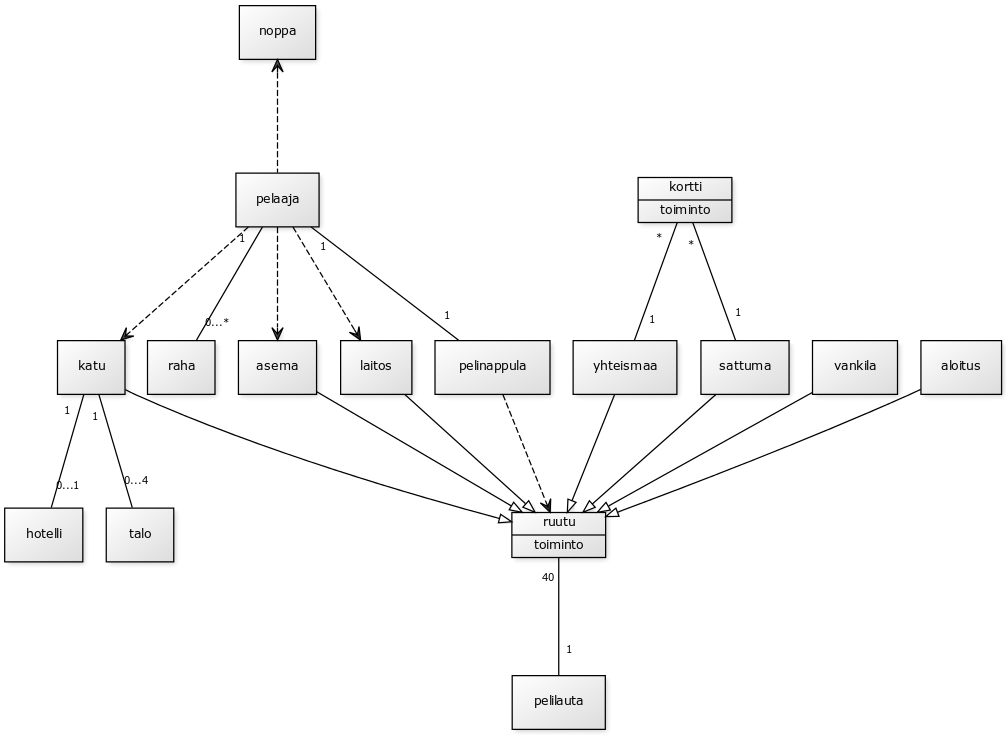 noppa
pelaaja
kortti
toiminto
1
1
*
*
0...*
1
1
1
katu
raha
asema
laitos
pelinappula
yhteismaa
sattuma
vankila
aloitus
1
1
0...1
0...4
hotelli
talo
ruutu
toiminto
40
1
pelilauta